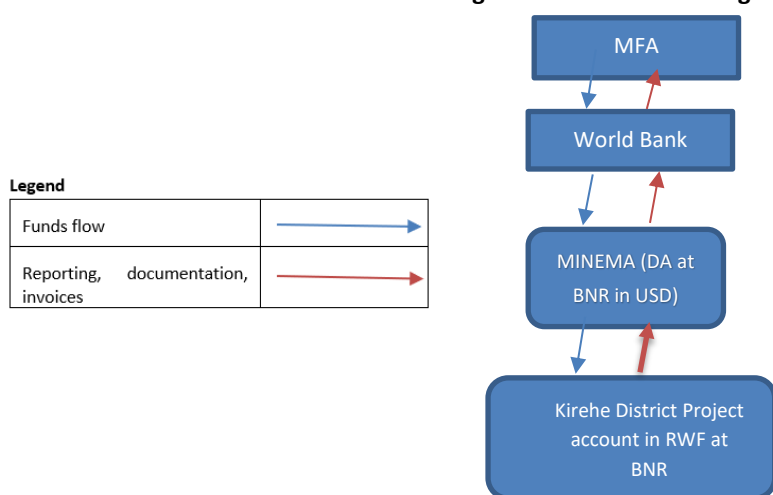 MFA
World Bank
Legend
Funds flow
Reporting, documentation,
invoices
MINEMA (DA at
BNR in USD)
Kirehe District Project
account in RWF at
BNR